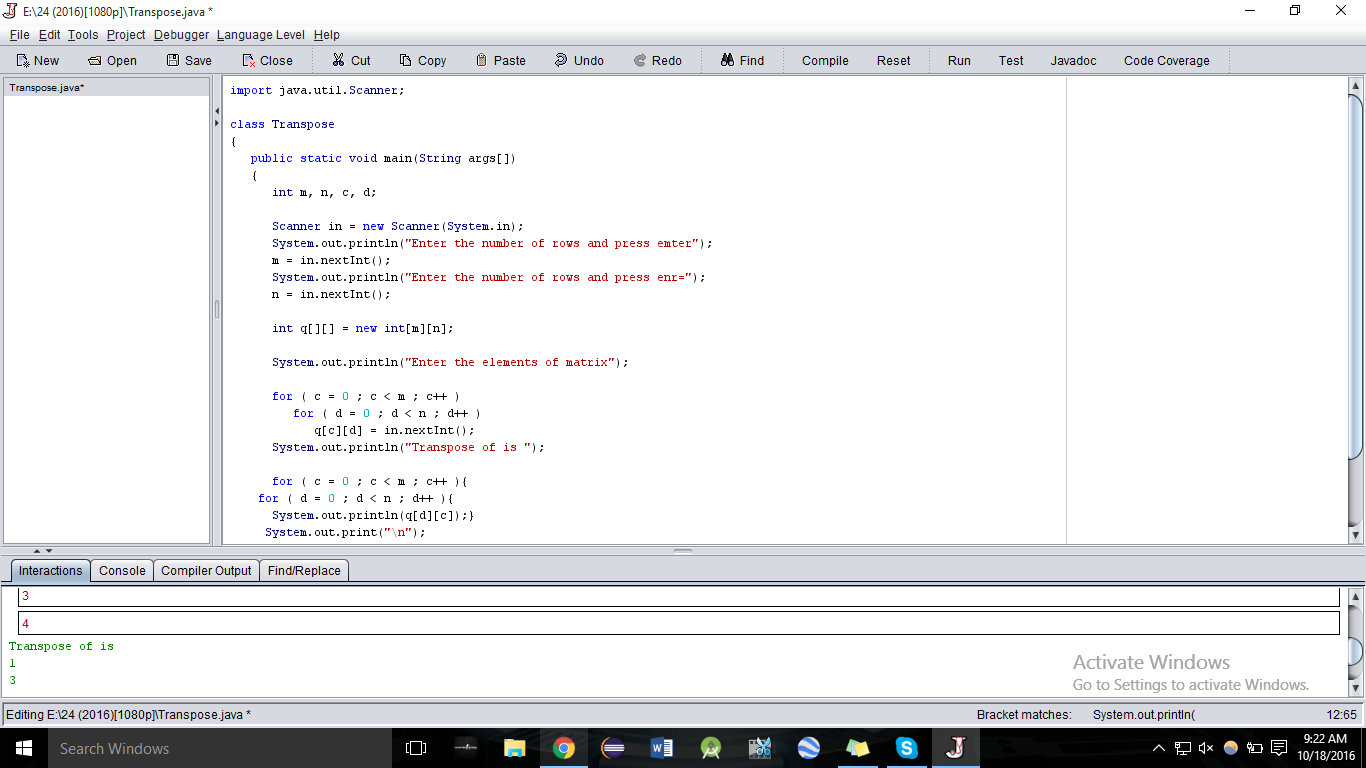 E:\24 (2016)[1080p]\Transpose.java *
File Edit Tools Project Debugger Language Level Help
New Open Save Close Cut Copy Paste Undo Redo Find Compile Reset Run Test Javadoc Code Coverage
Transpose.java*
import java.util.Scanner;
class Transpose
{
public static void main(String args[])
{
int m, n, c, d;
Scanner in = new Scanner(System.in);
System.out.println("Enter the number of rows and press emter");
m = in.nextInt();
System.out.println("Enter the number of rows and press enr=");
n = in.nextInt();
int q[][] = new int[m][n];
System.out.println("Enter the elements of matrix");
for ( c = 0 ; c < m ; c++ )
for ( d = 0 ; d < n ; d++ )
q[c][d] = in.nextInt();
System.out.println("Transpose of is ");
for ( c = 0 ; c < m ; c++ ){
for ( d = 0 ; d < n ; d++ ){
System.out.println(q[d][c]);}
System.out.print("\n");
Interactions Console Compiler Output Find/Replace
3
4
Transpose of is
1
3
Activate Windows
Go to Settings to activate Windows.
Editing E:\24 (2016)[1080p]\Transpose.java * Bracket matches: System.out.println( 12:65
Search Windows
9:22 AM
10/18/2016